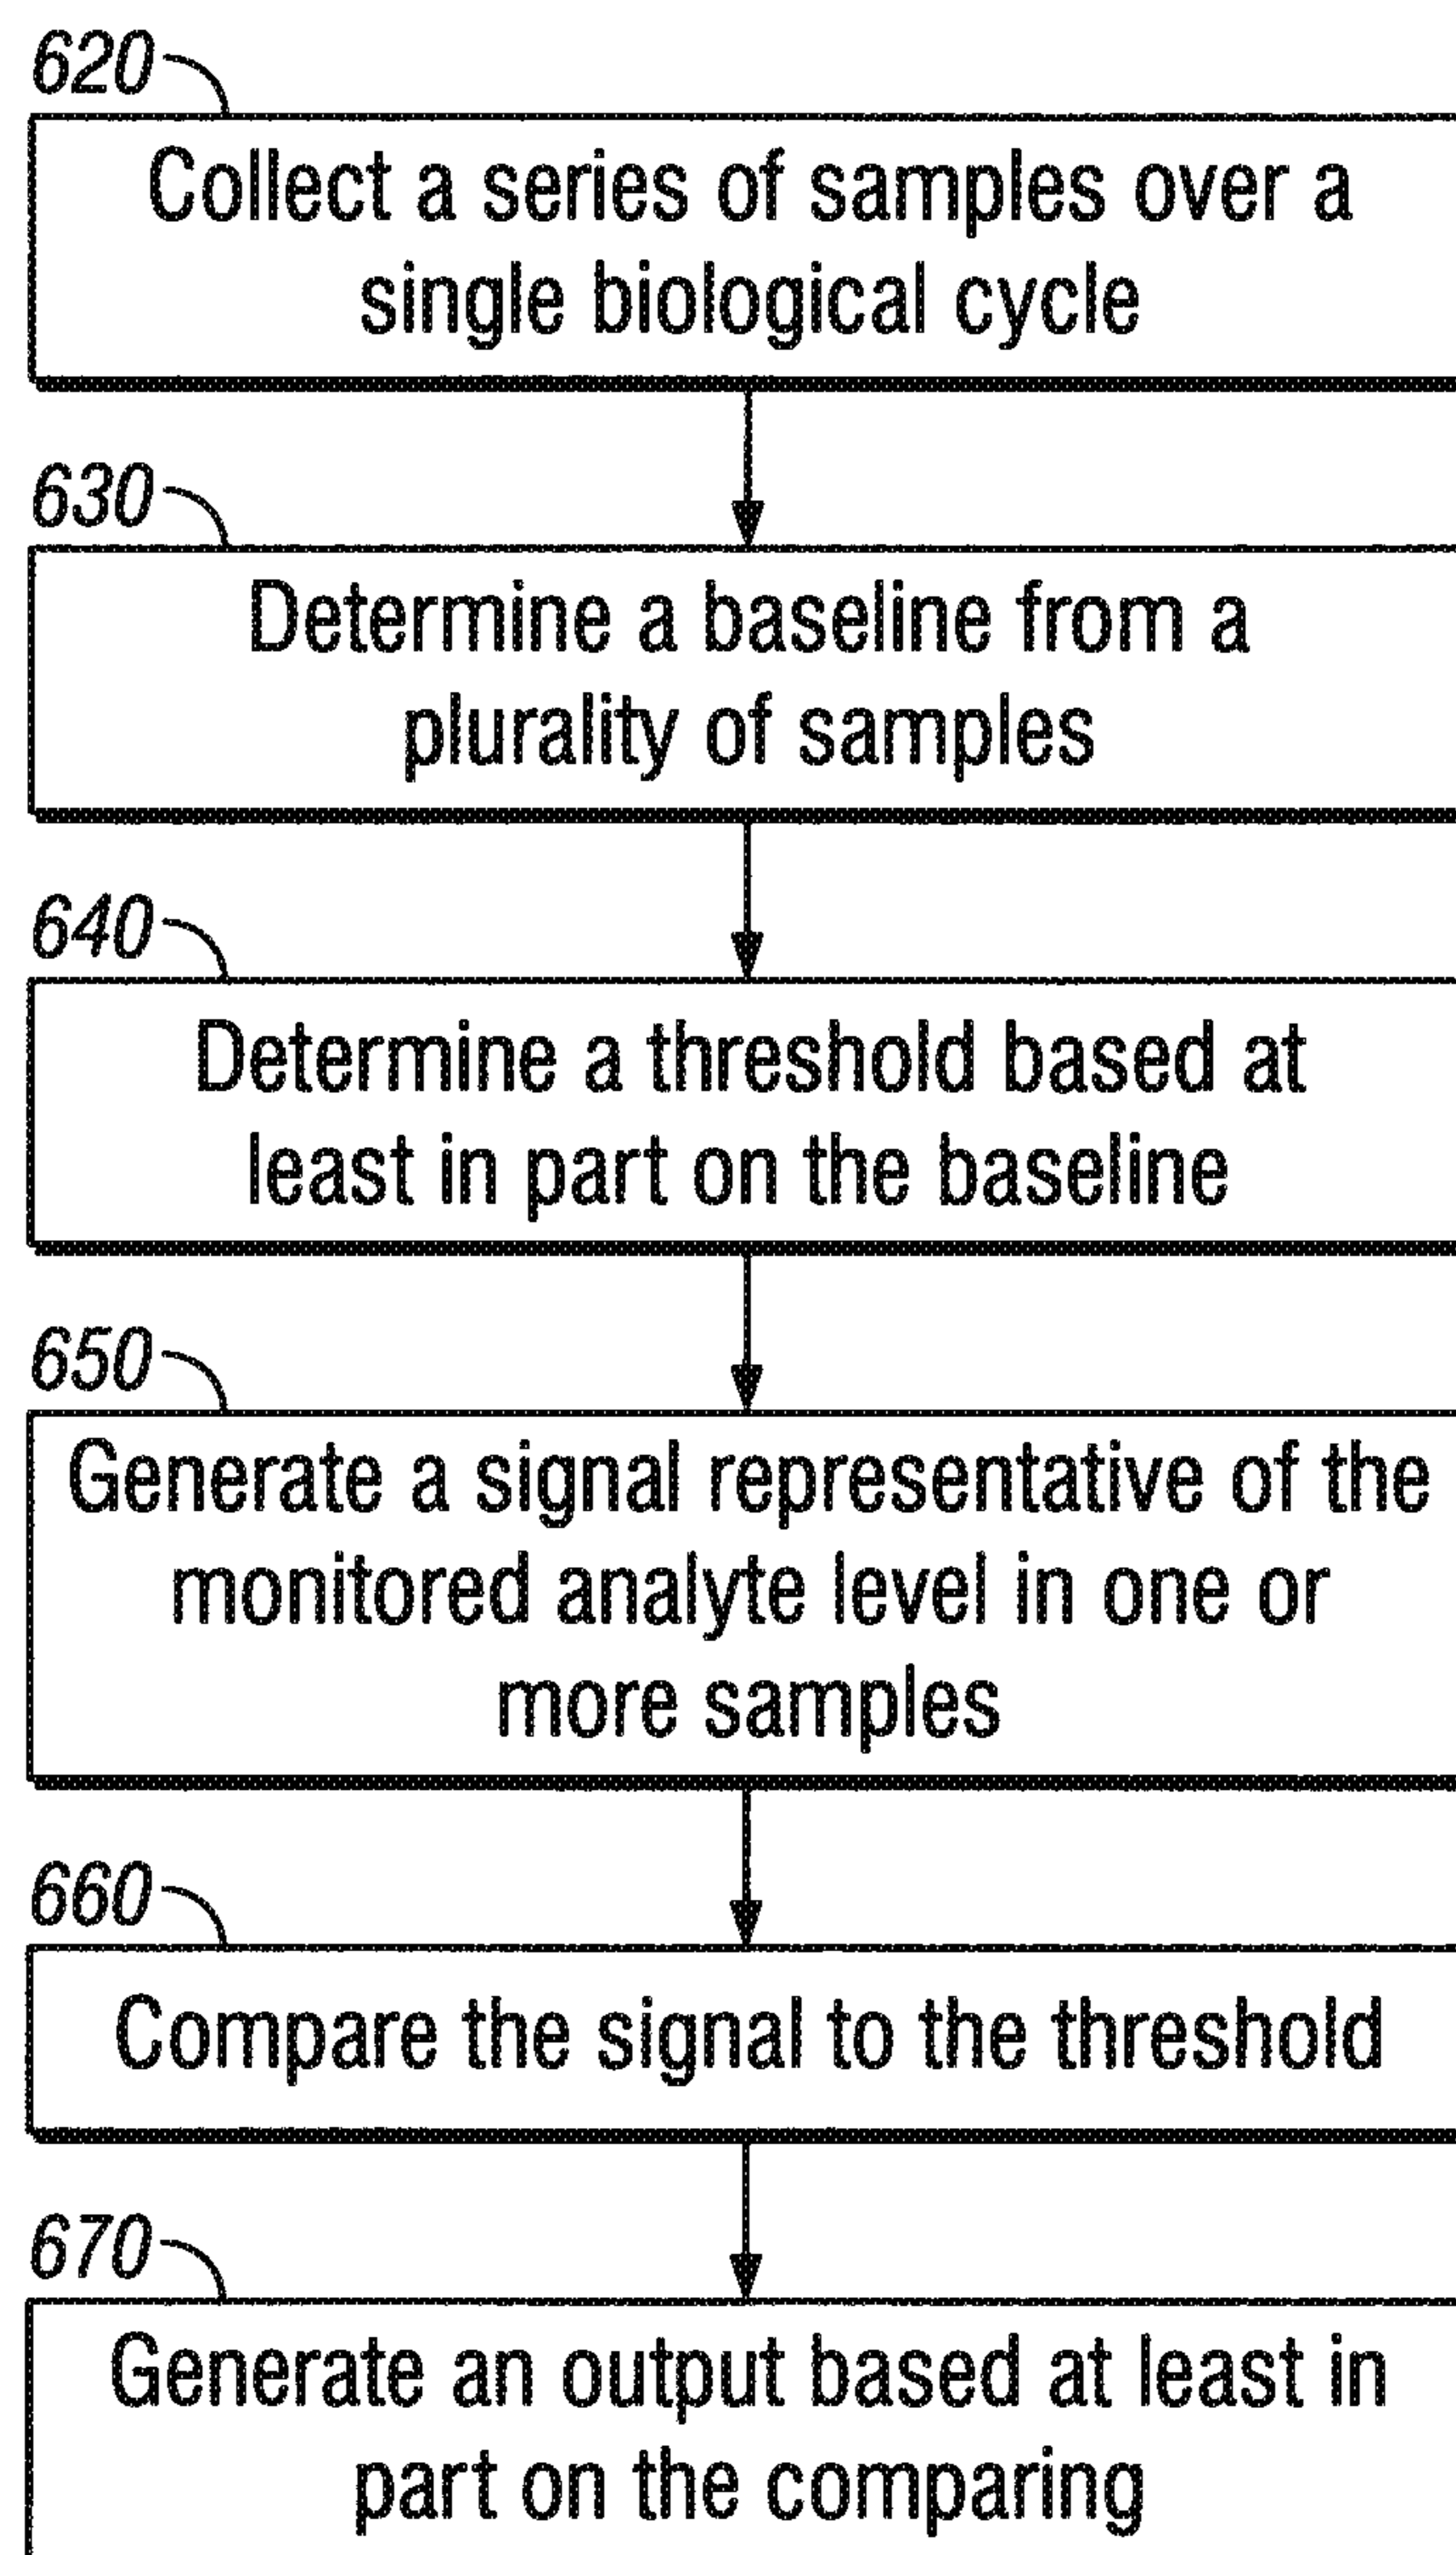 620
Collect a series of samples over a
single biological cycle
630
Determine a baseline from a
plurality of samples
640
Determine a threshold based at
least in part on the baseline
650
Generate a signal representative of the
monitored analyte level in one or
more samples
660
Compare the signal to the threshold
670
Generate an output based at least in
part on the comparing